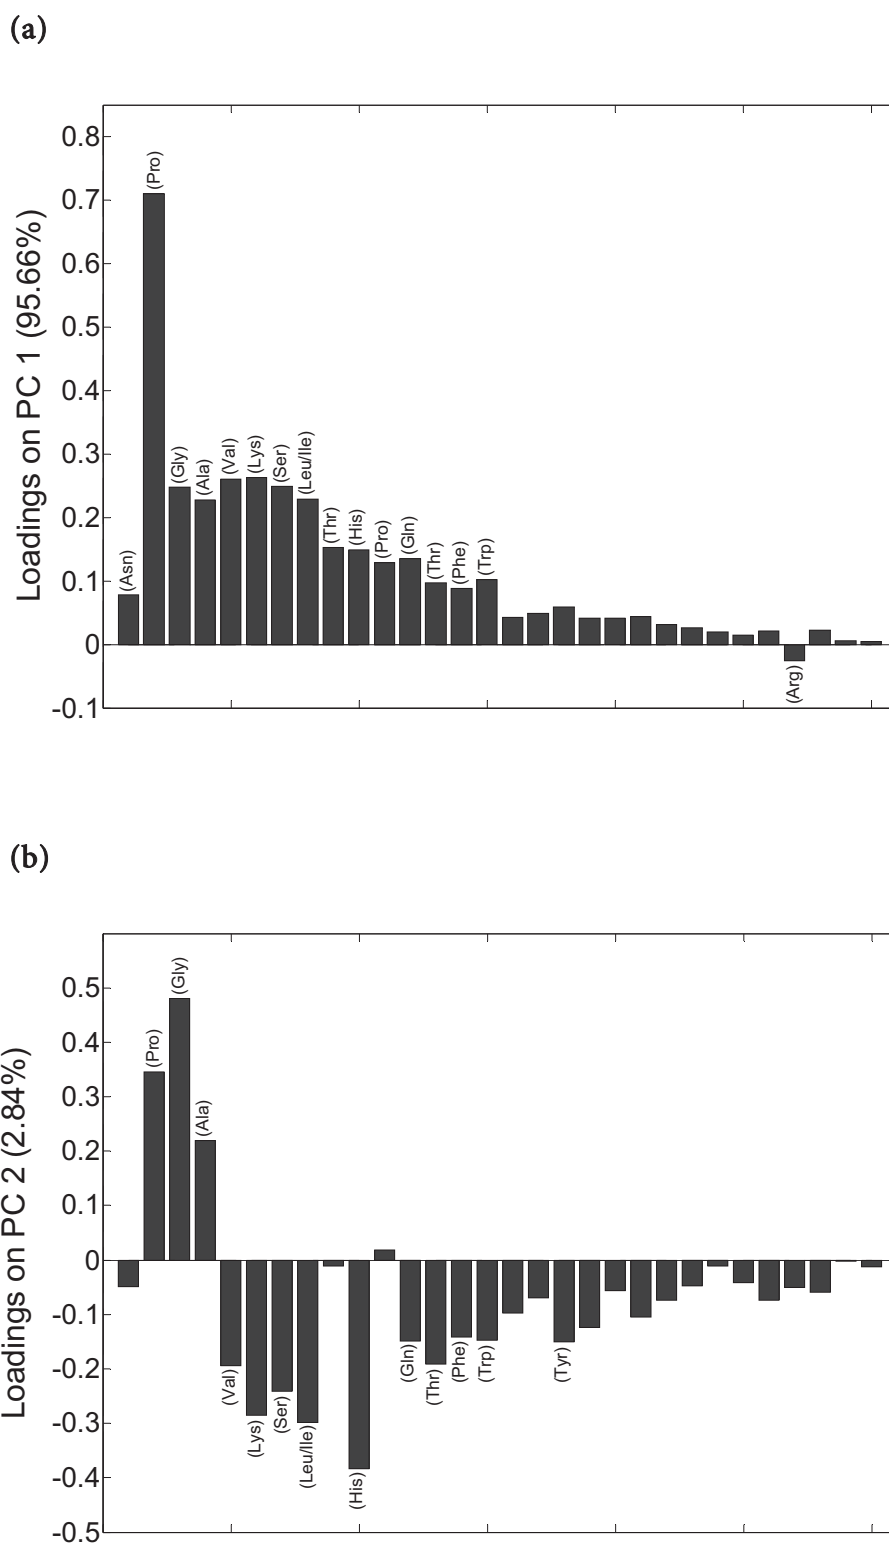 (a)
Loadings on PC 1 (95.66%)
0.8
0.7
0.6
0.5
0.4
0.3
0.2
0.1
0
-0.1
(Asn)
(Pro)
(Gly)
(Ala)
(Val)
(Lys)
(Ser)
(Leu/Ile)
(Thr)
(His)
(Pro)
(Gln)
(Thr)
(Phe)
(Trp)
(Arg)
(b)
Loadings on PC 2 (2.84%)
0.5
0.4
0.3
0.2
0.1
0
-0.1
-0.2
-0.3
-0.4
-0.5
(Pro)
(Gly)
(Ala)
(Val)
(Lys)
(Ser)
(Leu/Ile)
(His)
(Gln)
(Thr)
(Phe)
(Trp)
(Tyr)